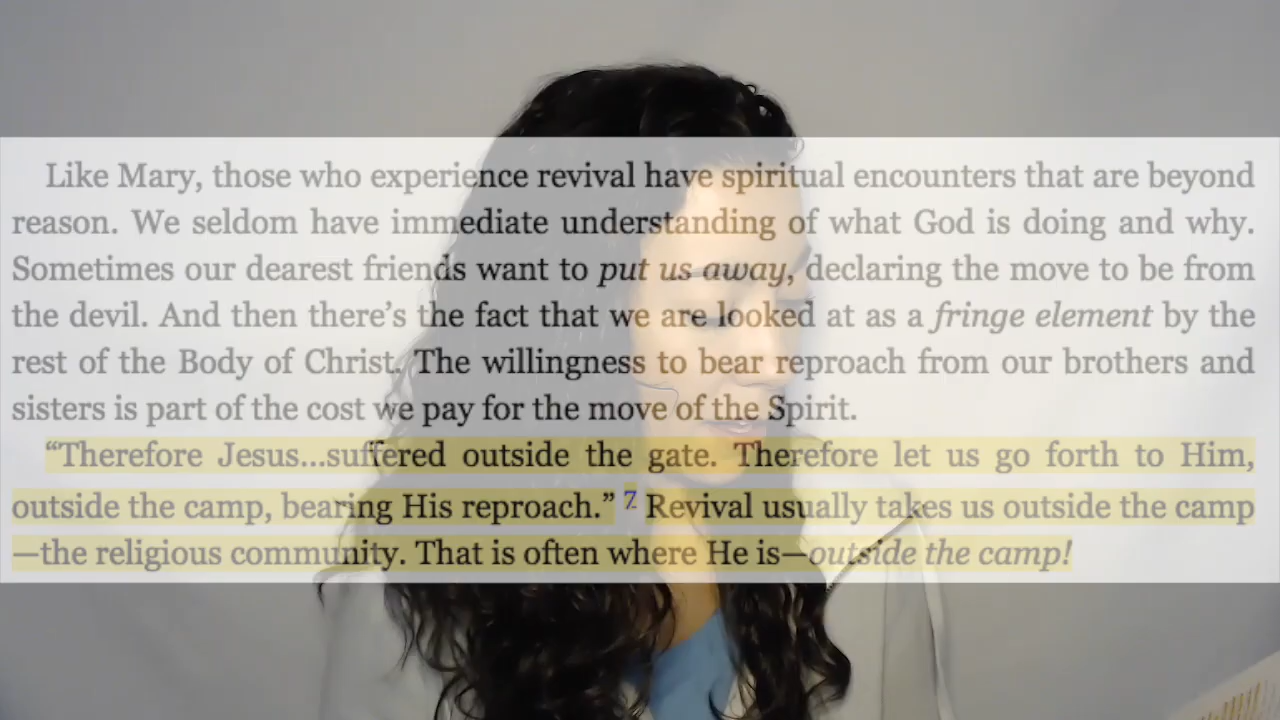 Like Mary, those who experience revival have spiritual encounters that are beyond
reason. We seldom have immediate understanding of what God is doing and why.
Sometimes our dearest friends want to put us away, declaring the move to be from
the devil. And then there’s the fact that we are looked at as a fringe element by the
rest of the Body of Christ. The willingness to bear reproach from our brothers and
sisters is part of the cost we pay for the move of the Spirit.
“Therefore Jesus...suffered outside the gate. Therefore let us go forth to Him,
outside the camp, bearing His reproach.” 7 Revival usually takes us outside the camp
—the religious community. That is often where He is—outside the camp!